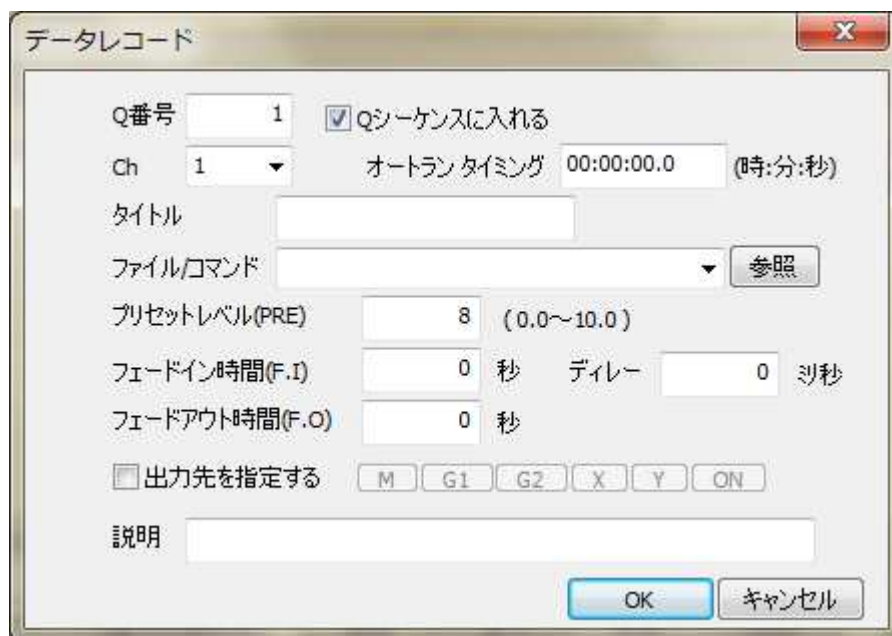 データレコード
Q番号 1 Qシーケンスに入れる
Ch 1 オートラン タイミング 00:00:00.0 (時:分:秒)
タイトル
ファイル/コマンド 参照
プリセットレベル(PRE) 8 (0.0～10.0)
フェードイン時間(F.I) 0 秒 ディレー 0 ミリ秒
フェードアウト時間(F.O) 0 秒
出力先を指定する M G1 G2 X Y ON
説明
OK キャンセル